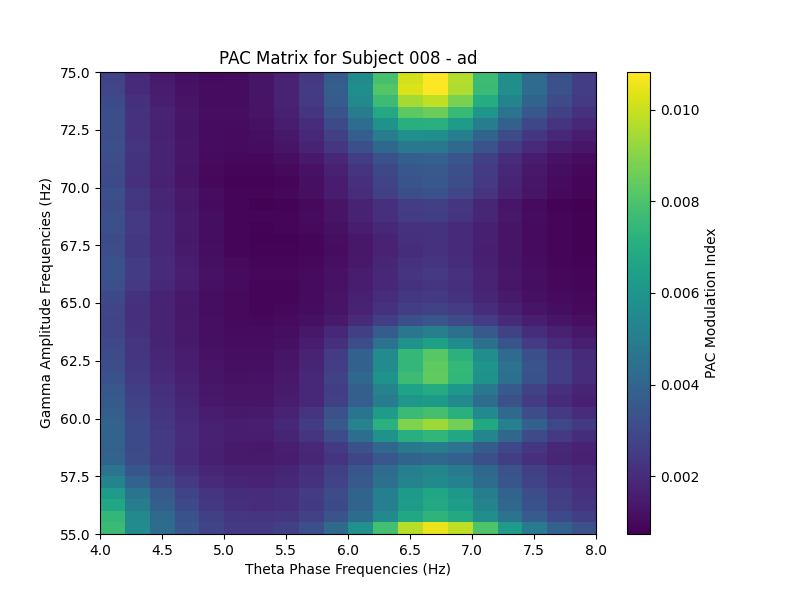 PAC Matrix for Subject 008 - ad
75.0
72.5
70.0
67.5
65.0
62.5
60.0
57.5
55.0
Gamma Amplitude Frequencies (Hz)
4.0 4.5 5.0 5.5 6.0 6.5 7.0 7.5 8.0
Theta Phase Frequencies (Hz)
0.010
0.008
0.006
0.004
0.002
PAC Modulation Index